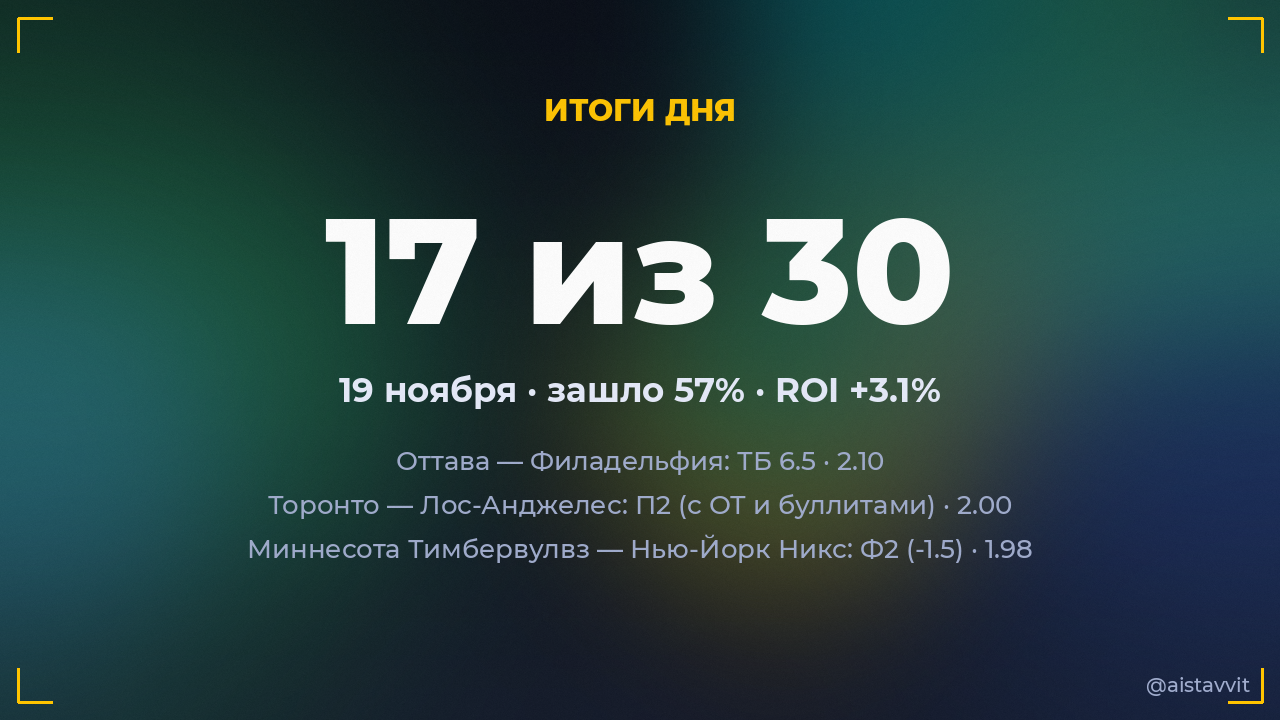 ИТОГИ ДНЯ
17 из 30
19 ноября · зашло 57% · ROI +3.1%
Оттава — Филадельфия: ТБ 6.5 · 2.10
Торонто — Лос-Анджелес: П2 (с ОТ и буллитами) · 2.00
Миннесота Тимбервулвз — Нью-Йорк Никс: Ф2 (-1.5) · 1.98
@aistavvit